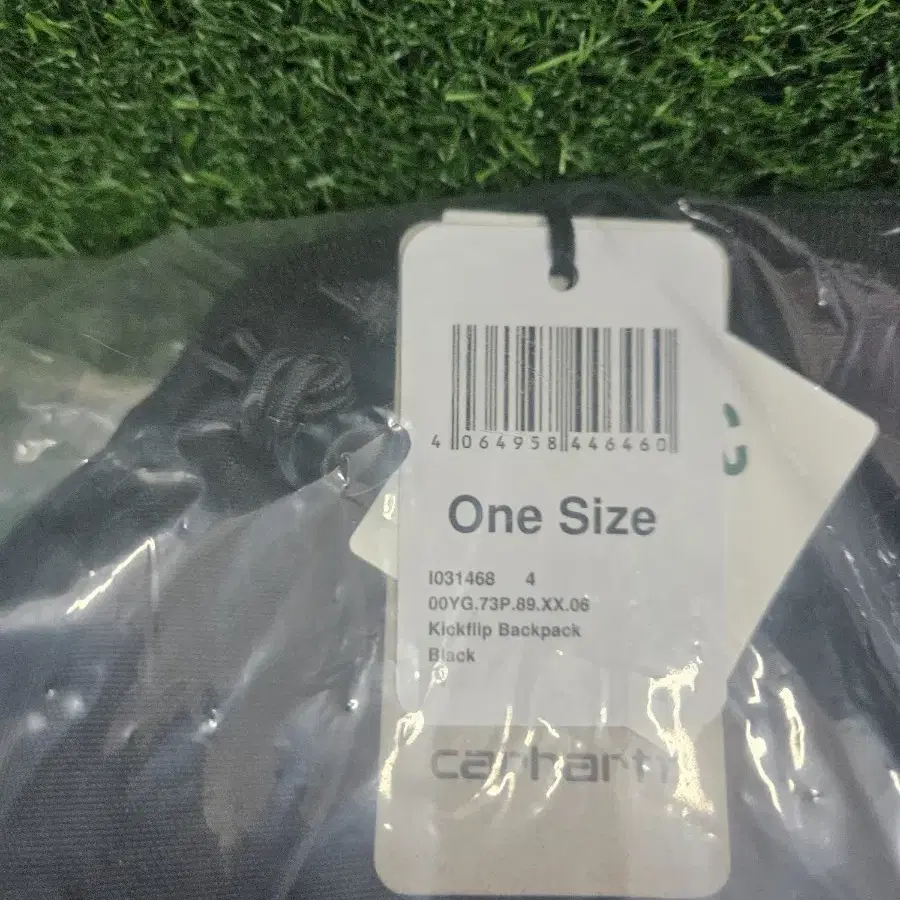 4 064958 446460
One Size
I031468 4
00YG.73P.89.XX.06
Kickflip Backpack
Black
carhartt